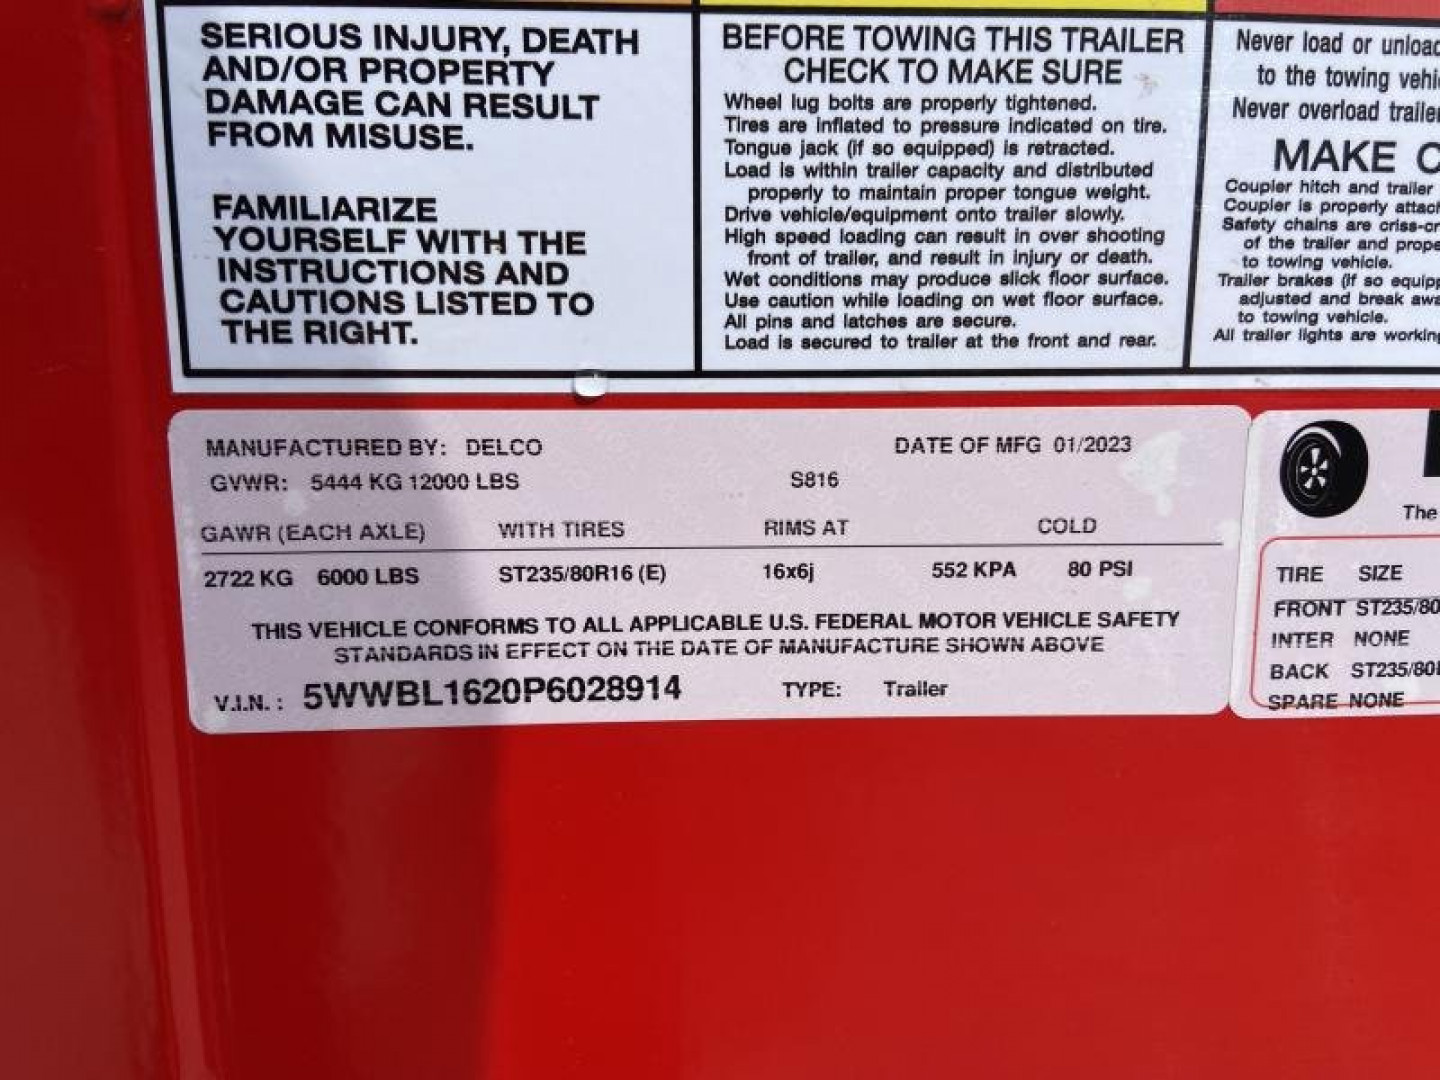 SERIOUS INJURY, DEATH
AND/OR PROPERTY
DAMAGE CAN RESULT
FROM MISUSE.
FAMILIARIZE
YOURSELF WITH THE
INSTRUCTIONS AND
CAUTIONS LISTED TO
THE RIGHT.
BEFORE TOWING THIS TRAILER
CHECK TO MAKE SURE
Wheel lug bolts are properly tightened.
Tires are inflated to pressure indicated on tire.
Tongue jack (if so equipped) is retracted.
Load is within trailer capacity and distributed
properly to maintain proper tongue weight.
Drive vehicle/equipment onto trailer slowly.
High speed loading can result in over shooting
front of trailer, and result in injury or death.
Wet conditions may produce slick floor surface.
Use caution while loading on wet floor surface.
All pins and latches are secure.
Load is secured to trailer at the front and rear.
Never load or unload
to the towing
Never overload trailer
MAKE
Coupler hitch and trailer
Coupler is properly
Safety chains are
of the trailer and
to towing vehicle.
Trailer brakes (if so
adjusted and break
to towing vehicle.
All trailer lights are
MANUFACTURED BY: DELCO DATE OF MFG 01/2023
GVWR: 5444 KG 12000 LBS S816
GAWR (EACH AXLE) WITH TIRES RIMS AT COLD
2722 KG 6000 LBS ST235/80R16 (E) 16x6j 552 KPA 80 PSI
THIS VEHICLE CONFORMS TO ALL APPLICABLE U.S. FEDERAL MOTOR VEHICLE SAFETY
STANDARDS IN EFFECT ON THE DATE OF MANUFACTURE SHOWN ABOVE
V.I.N. : 5WWBL1620P6028914 TYPE: Trailer
The
TIRE SIZE
FRONT ST235/80
INTER NONE
BACK ST235/80
SPARE NONE